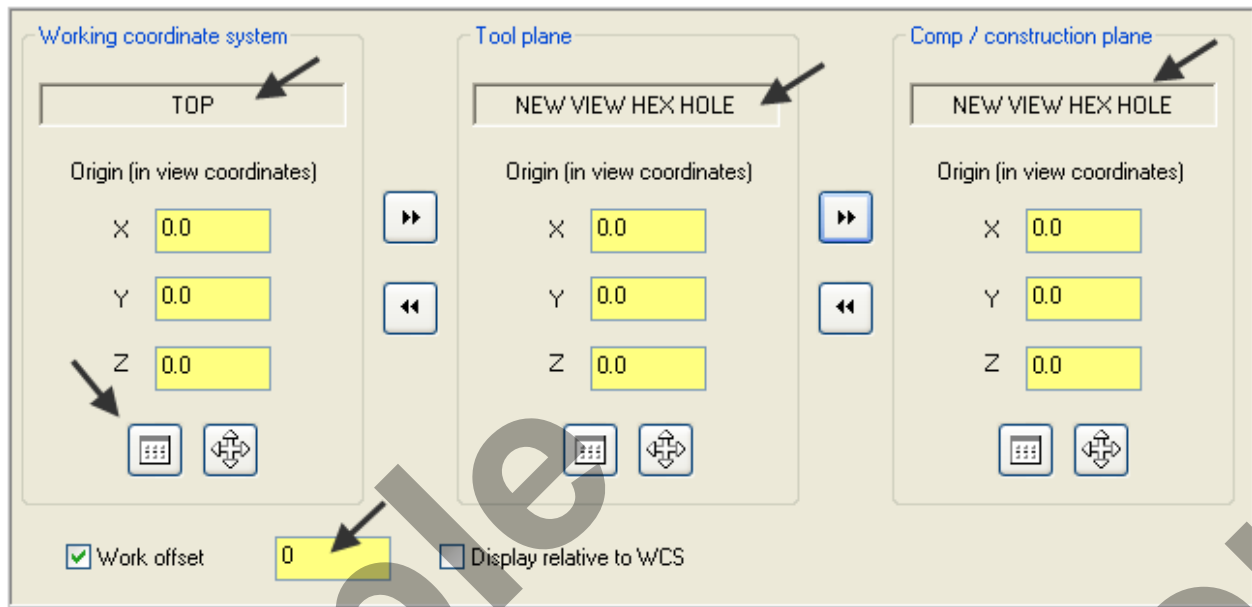 Working coordinate system
TOP
Origin (in view coordinates)
X 0.0
Y 0.0
Z 0.0
Tool plane
NEW VIEW HEX HOLE
Origin (in view coordinates)
X 0.0
Y 0.0
Z 0.0
Comp / construction plane
NEW VIEW HEX HOLE
Origin (in view coordinates)
X 0.0
Y 0.0
Z 0.0
Work offset 0 Display relative to WCS